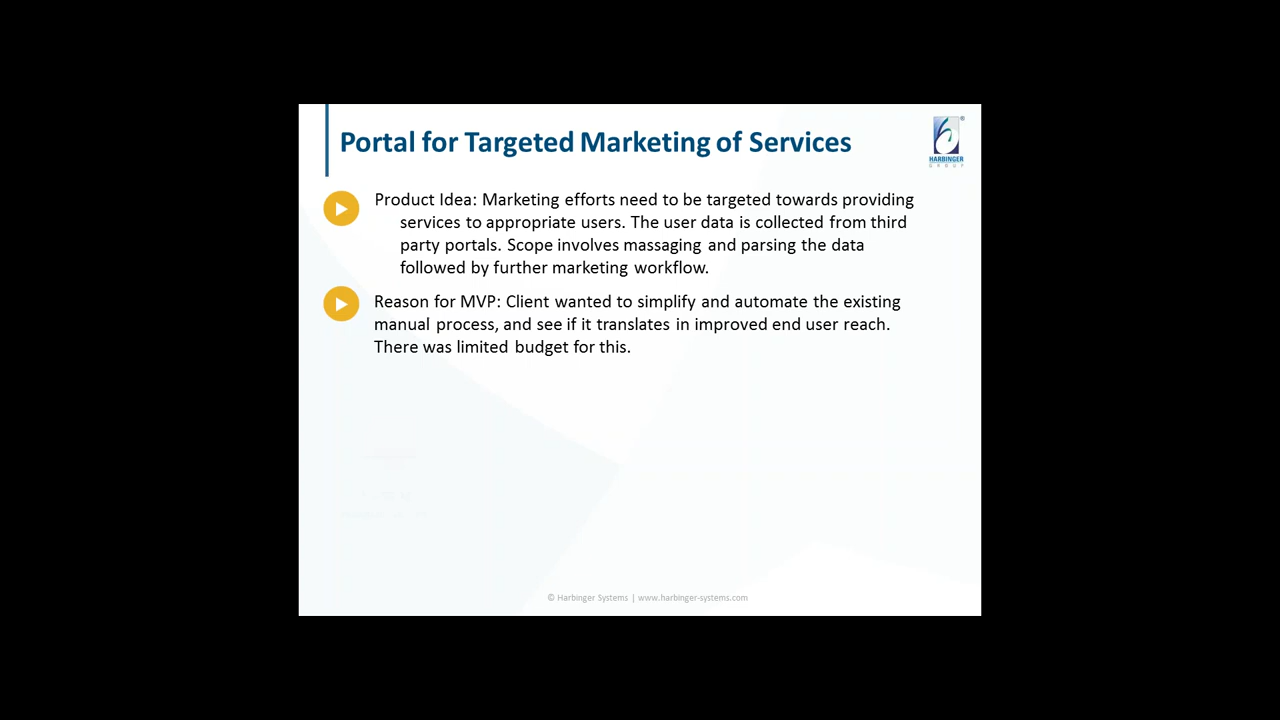 Portal for Targeted Marketing of Services
HARBINGER
GROUP
Product Idea: Marketing efforts need to be targeted towards providing
services to appropriate users. The user data is collected from third
party portals. Scope involves massaging and parsing the data
followed by further marketing workflow.
Reason for MVP: Client wanted to simplify and automate the existing
manual process, and see if it translates in improved end user reach.
There was limited budget for this.
© Harbinger Systems | www.harbinger-systems.com